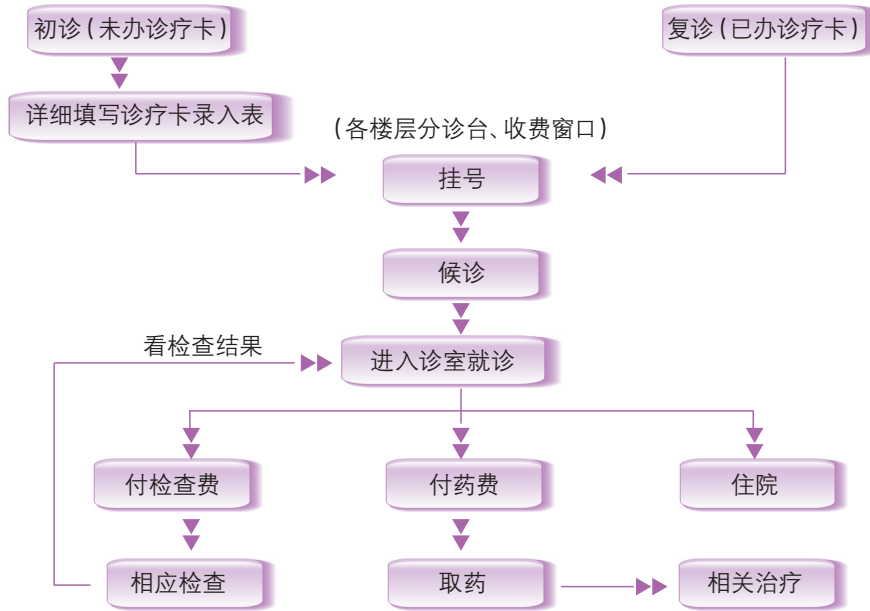 初诊(未办诊疗卡)
复诊(已办诊疗卡)
详细填写诊疗卡录入表
(各楼层分诊台、收费窗口)
挂号
候诊
看检查结果
进入诊室就诊
付检查费
付药费
住院
相应检查
取药
相关治疗